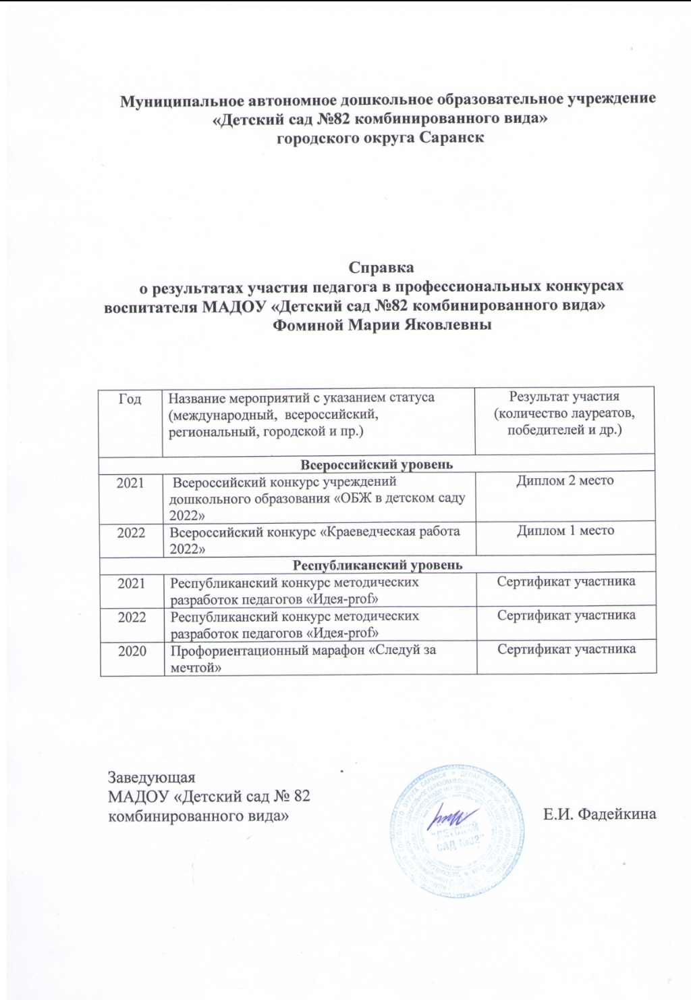 Муниципальное автономное дошкольное образовательное учреждение
«Детский сад №82 комбинированного вида»
городского округа Саранск
Справка
о результатах участия педагога в профессиональных конкурсах
воспитателя МАДОУ «Детский сад №82 комбинированного вида»
Фоминой Марии Яковлевны
Год
Название мероприятий с указанием статуса
(международный, всероссийский,
региональный, городской и пр.)
Результат участия
(количество лауреатов,
победителей и др.)
Всероссийский уровень
2021
Всероссийский конкурс учреждений
дошкольного образования «ОБЖ в детском саду
2022»
Диплом 2 место
2022
Всероссийский конкурс «Краеведческая работа
2022»
Диплом 1 место
Республиканский уровень
2021
Республиканский конкурс методических
разработок педагогов «Идея-prof»
Сертификат участника
2022
Республиканский конкурс методических
разработок педагогов «Идея-prof»
Сертификат участника
2020
Профориентационный марафон «Следуй за
мечтой»
Сертификат участника
Заведующая
МАДОУ «Детский сад № 82
комбинированного вида»
Е.И. Фадейкина
"ДЕТСКИЙ
САД №82"